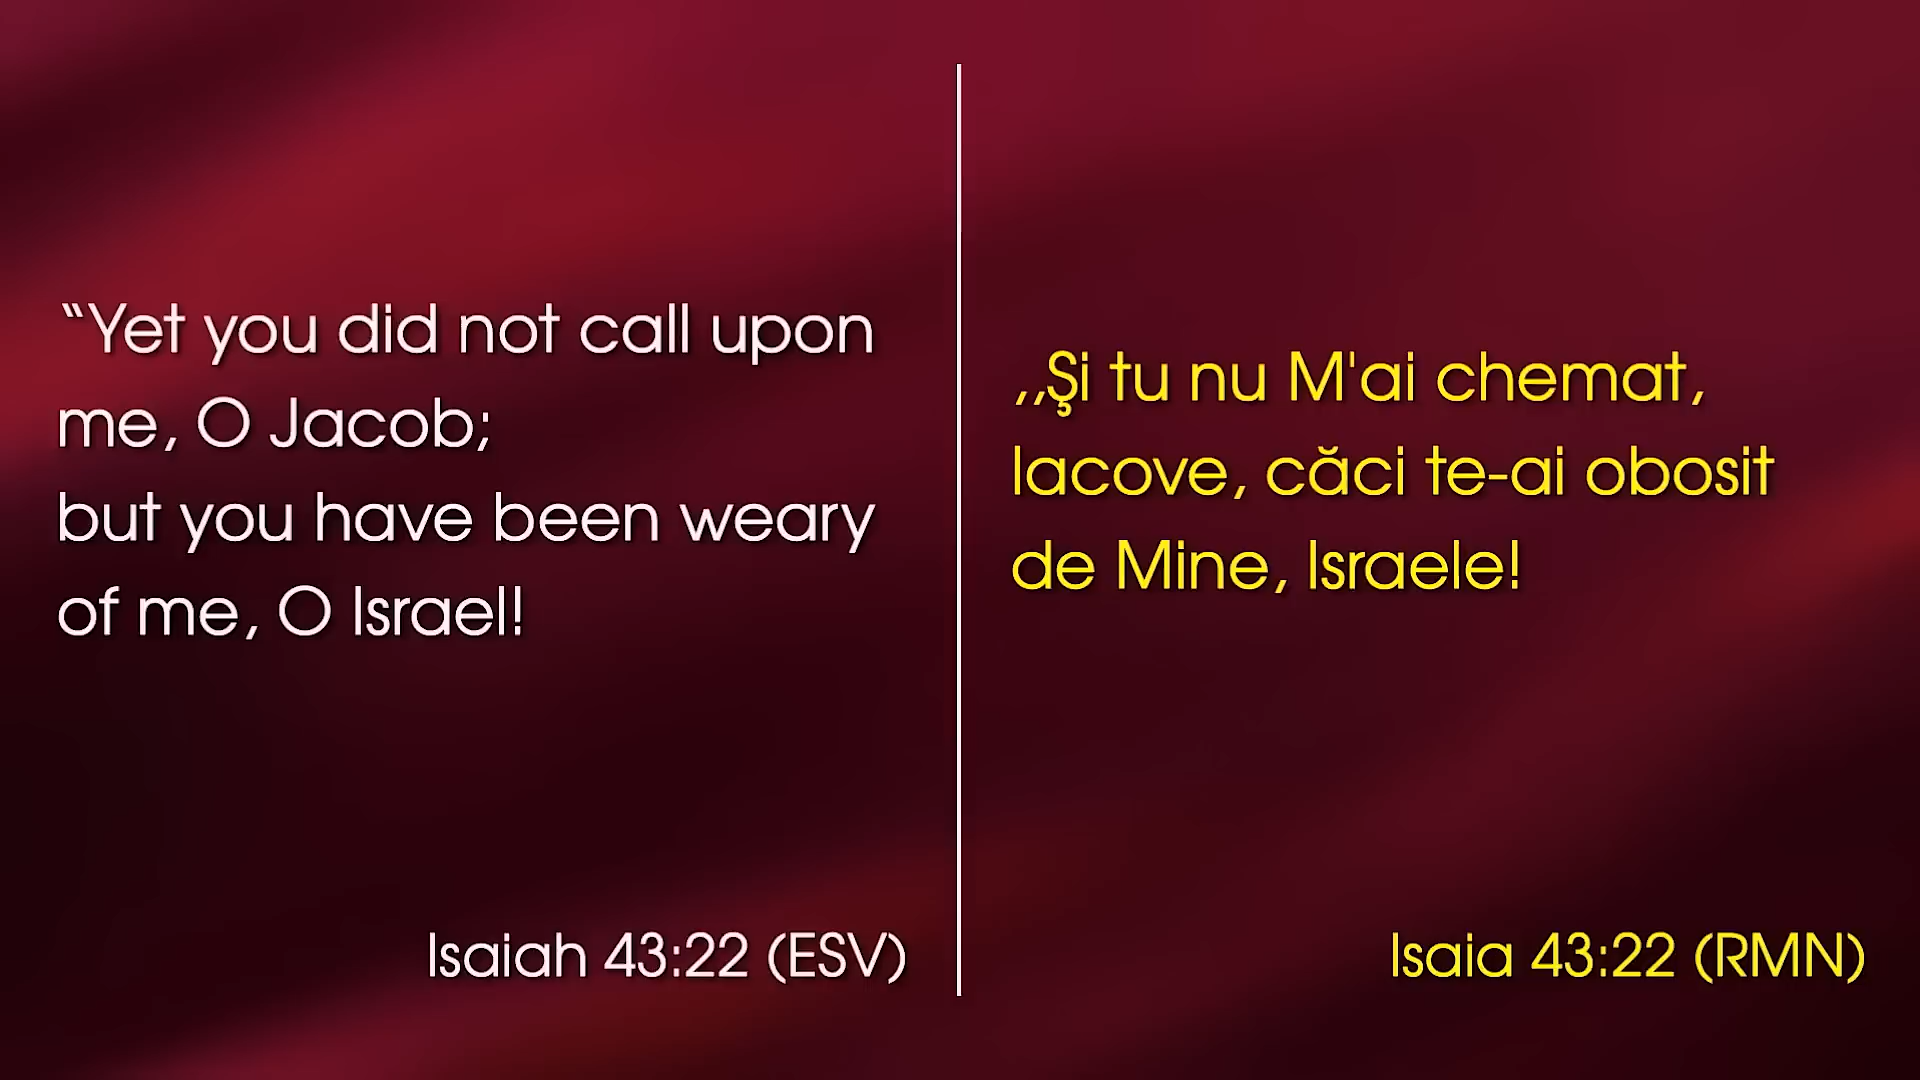 “Yet you did not call upon
me, O Jacob;
but you have been weary
of me, O Israel!
Isaiah 43:22 (ESV)
,,Şi tu nu M'ai chemat,
Iacove, căci te-ai obosit
de Mine, Israele!
Isaia 43:22 (RMN)